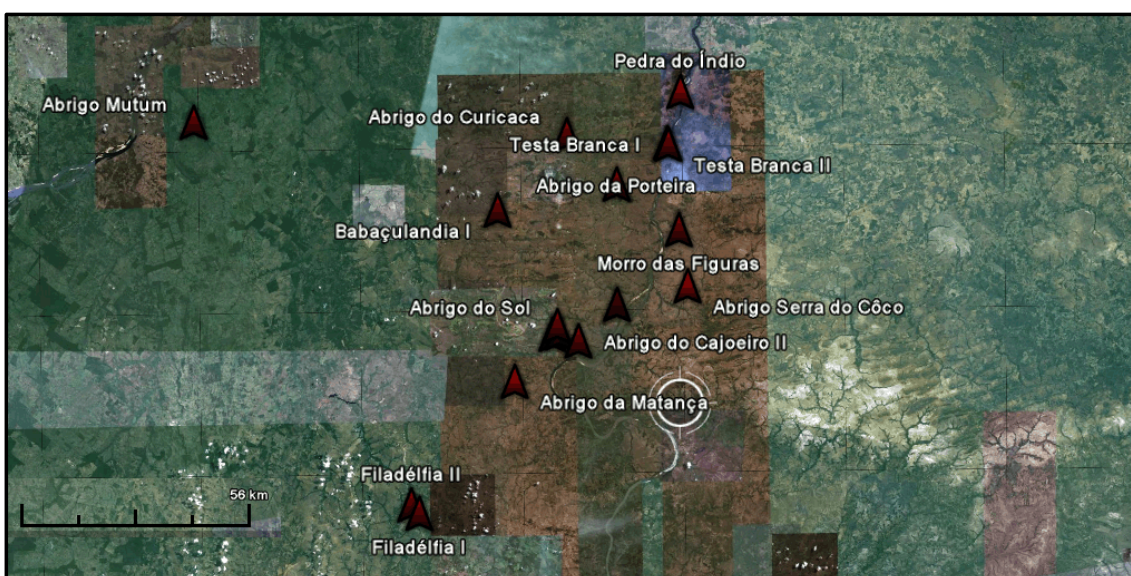 Pedra do Índio
Abrigo Mutum
Abrigo do Curicaca
Testa Branca I
Testa Branca II
Abrigo da Porteira
Babaçulandia I
Morro das Figuras
Abrigo do Sol
Abrigo Serra do Côco
Abrigo do Cajoeiro II
Abrigo da Matança
Filadélfia II
56 km
Filadélfia I